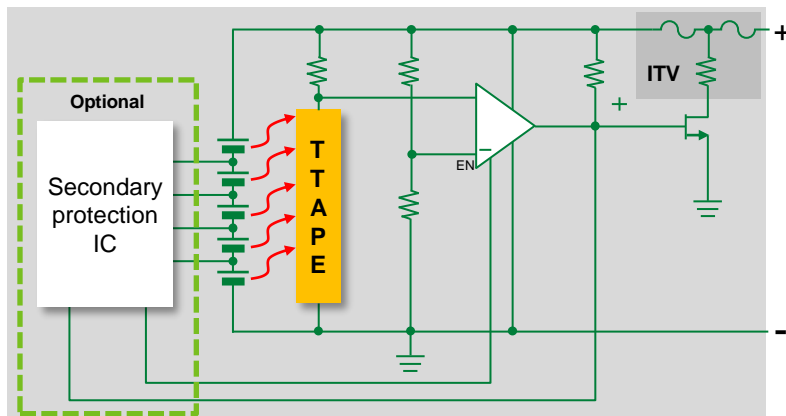 Optional
Secondary
protection
IC
T
T
A
P
E
EN
−
+
ITV
+
-